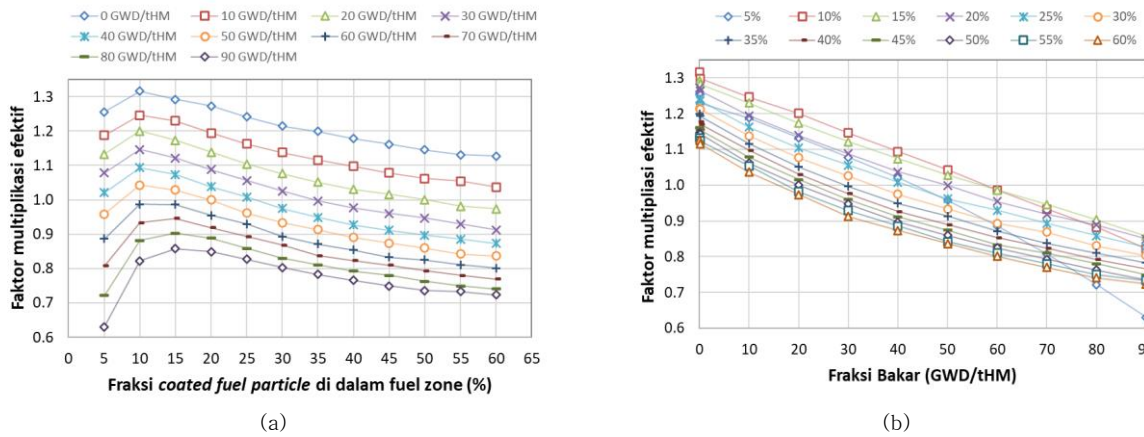 0 GWD/tHM 10 GWD/tHM 20 GWD/tHM 30 GWD/tHM
40 GWD/tHM 50 GWD/tHM 60 GWD/tHM 70 GWD/tHM
80 GWD/tHM 90 GWD/tHM
Faktor multiplikasi efektif
1.3
1.2
1.1
1.0
0.9
0.8
0.7
0.6
0 5 10 15 20 25 30 35 40 45 50 55 60 65
Fraksi coated fuel particle di dalam fuel zone (%)
(a)
5% 10% 15% 20% 25% 30%
35% 40% 45% 50% 55% 60%
Faktor multipliasi efektif
1.3
1.2
1.1
1.0
0.9
0.8
0.7
0.6
0 10 20 30 40 50 60 70 80
Fraksi Bakar (GWD/tHM)
(b)